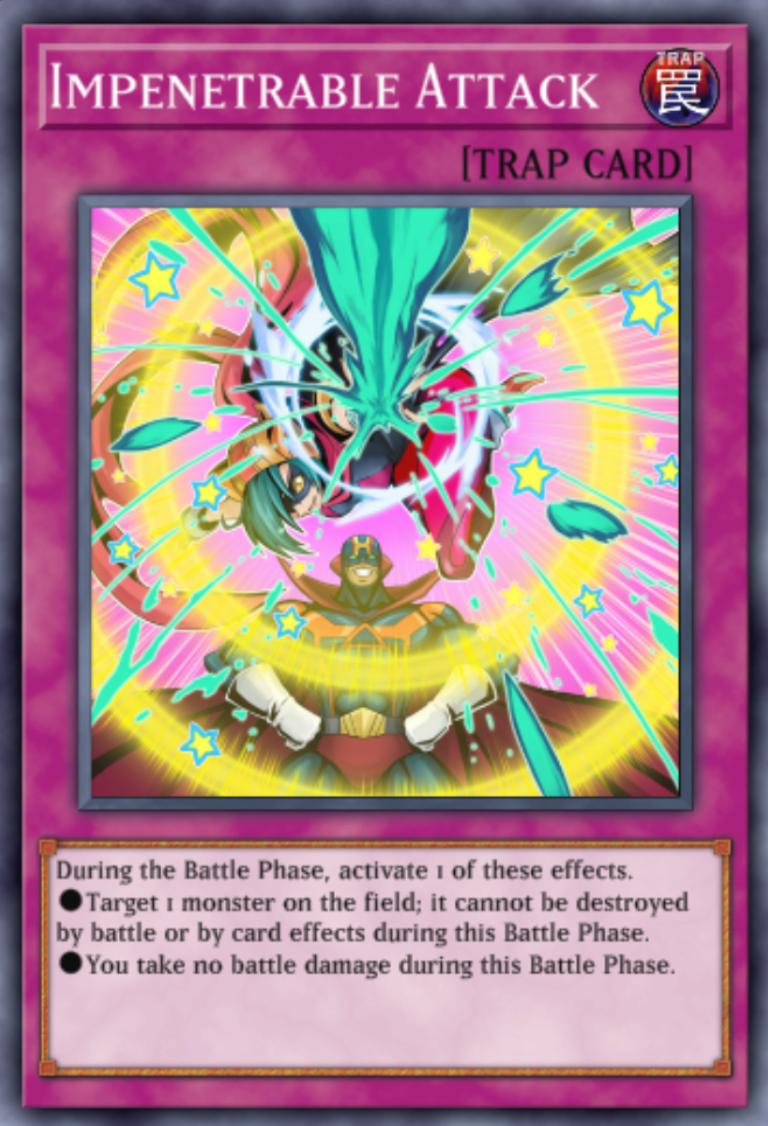 IMPENETRABLE ATTACK
TRAP
罠
[TRAP CARD]
During the Battle Phase, activate 1 of these effects.
●Target 1 monster on the field; it cannot be destroyed
by battle or by card effects during this Battle Phase.
●You take no battle damage during this Battle Phase.